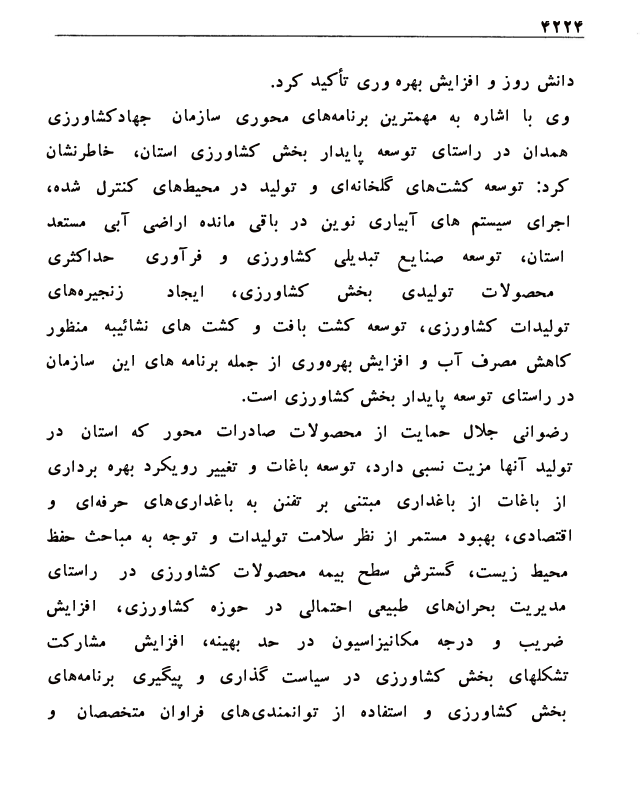 ۴۲۲۴
دانش روز و افزایش بهره وری تأکید کرد.
وی با اشاره به مهمترین برنامه‌های محوری سازمان جهادکشاورزی
همدان در راستای توسعه پایدار بخش کشاورزی استان، خاطرنشان
کرد: توسعه کشت‌های گلخانه‌ای و تولید در محیط‌های کنترل شده،
اجرای سیستم های آبیاری نوین در باقی مانده اراضی آبی مستعد
استان، توسعه صنایع تبدیلی کشاورزی و فرآوری حداکثری
محصولات تولیدی بخش کشاورزی، ایجاد زنجیره‌های
تولیدات کشاورزی، توسعه کشت بافت و کشت های نشائیبه منظور
کاهش مصرف آب و افزایش بهره‌وری از جمله برنامه های این سازمان
در راستای توسعه پایدار بخش کشاورزی است.
رضوانی جلال حمایت از محصولات صادرات محور که استان در
تولید آنها مزیت نسبی دارد، توسعه باغات و تغییر رویکرد بهره برداری
از باغات از باغداری مبتنی بر تفنن به باغداری‌های حرفه‌ای و
اقتصادی، بهبود مستمر از نظر سلامت تولیدات و توجه به مباحث حفظ
محیط زیست، گسترش سطح بیمه محصولات کشاورزی در راستای
مدیریت بحران‌های طبیعی احتمالی در حوزه کشاورزی، افزایش
ضریب و درجه مکانیزاسیون در حد بهینه، افزایش مشارکت
تشکلهای بخش کشاورزی در سیاست گذاری و پیگیری برنامه‌های
بخش کشاورزی و استفاده از توانمندی‌های فراوان متخصصان و